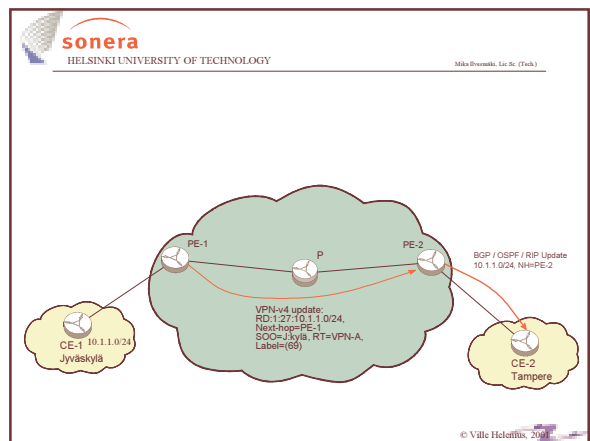 sonera
HELSINKI UNIVERSITY OF TECHNOLOGY
Mika Ilvesmäki, Lic.Sc. (Tech.)
PE-1
P
PE-2
BGP / OSPF / RIP Update
10.1.1.0/24, NH=PE-2
VPN-v4 update:
RD:1:27:10.1.1.0/24,
Next-hop=PE-1
SOO=J:kylä, RT=VPN-A,
Label=(69)
10.1.1.0/24
CE-1
Jyväskylä
CE-2
Tampere
© Ville Helenius, 2001